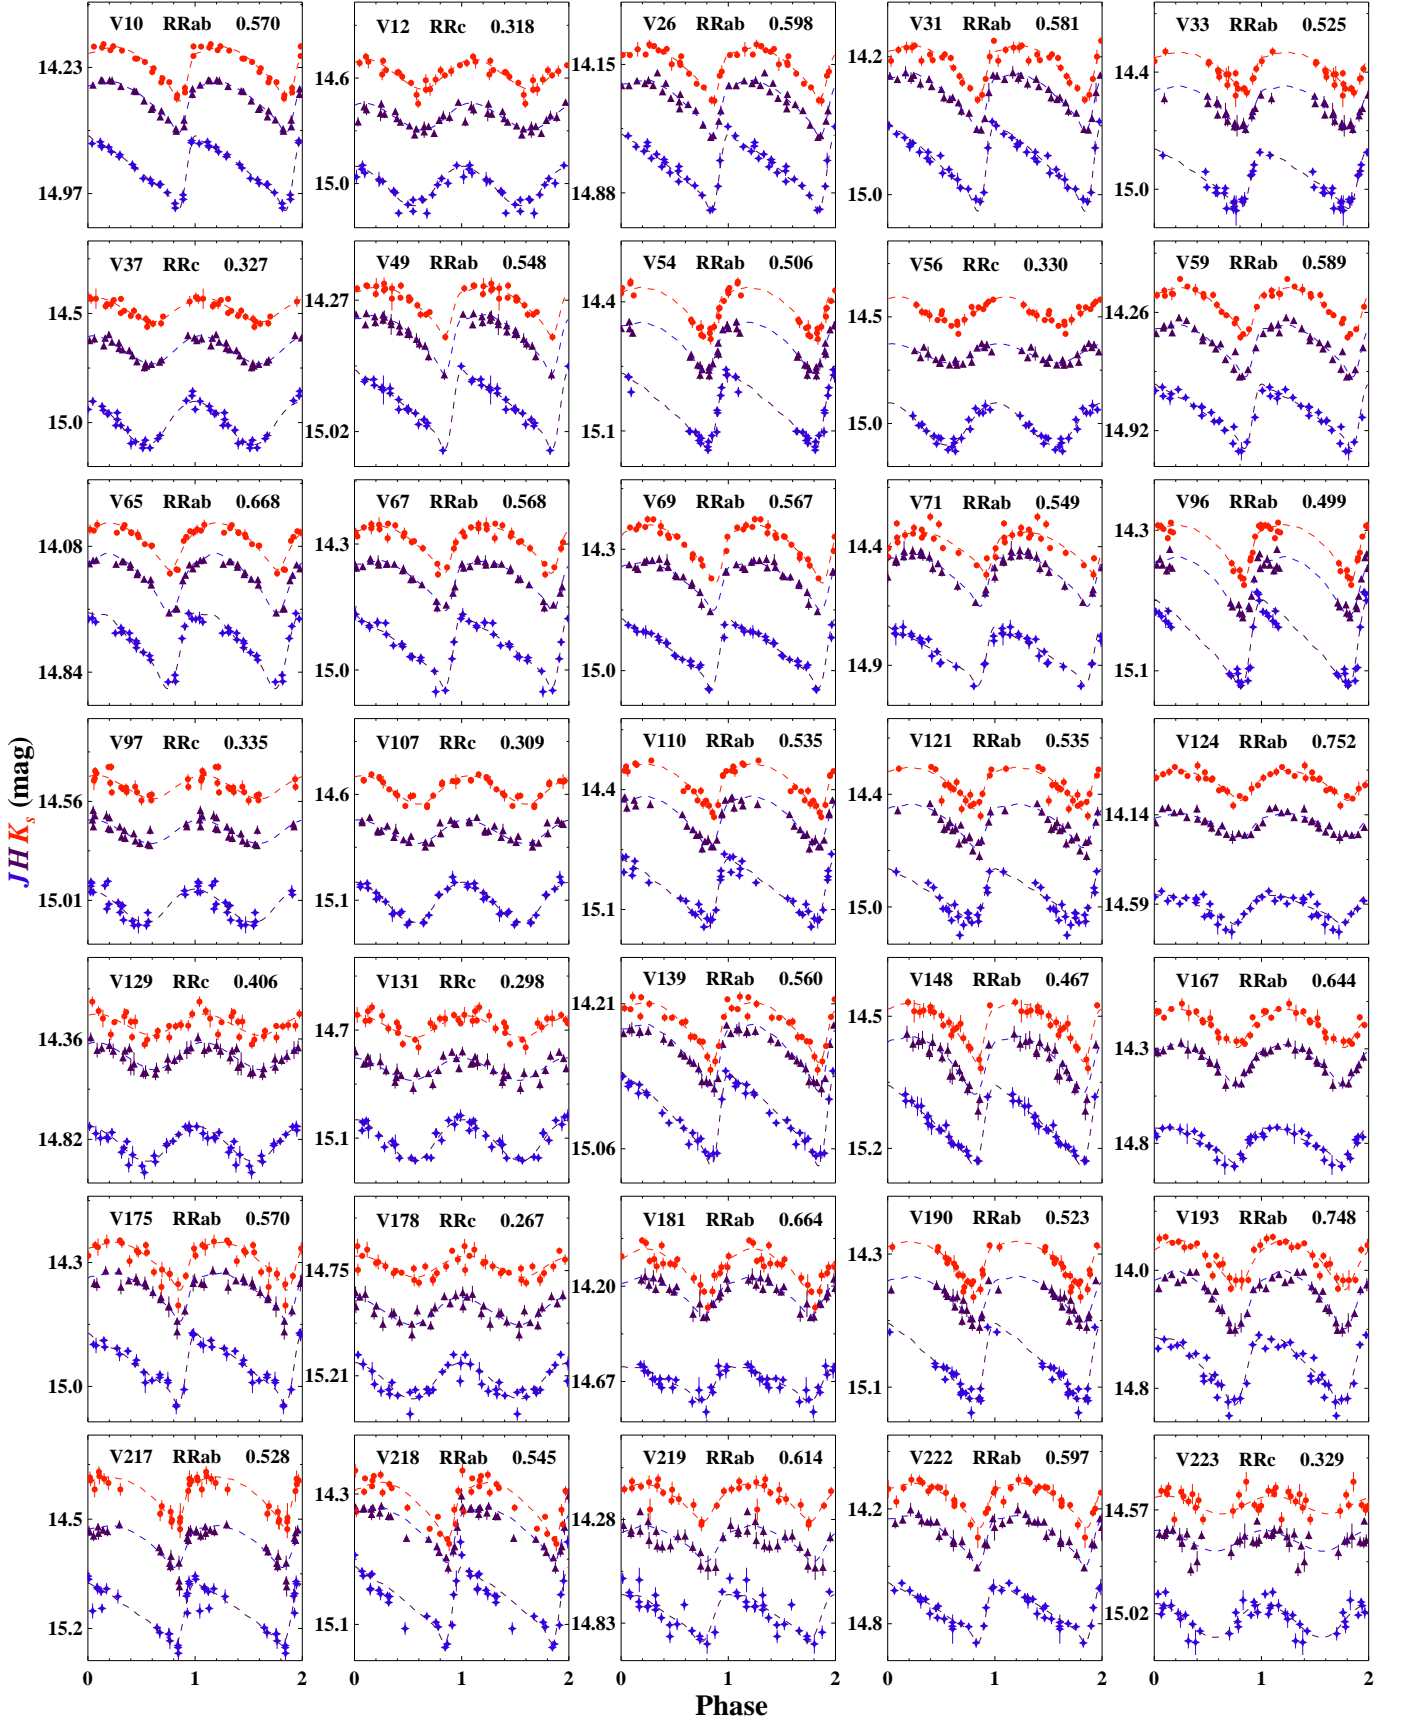 V10 RRab 0.570
V12 RRc 0.318
V26 RRab 0.598
V31 RRab 0.581
V33 RRab 0.525
14.23
14.97
14.6
15.0
14.15
14.88
14.2
15.0
14.4
15.0
V37 RRc 0.327
V49 RRab 0.548
V54 RRab 0.506
V56 RRc 0.330
V59 RRab 0.589
14.5
15.0
14.27
15.02
14.4
15.1
14.5
15.0
14.26
14.92
V65 RRab 0.668
V67 RRab 0.568
V69 RRab 0.567
V71 RRab 0.549
V96 RRab 0.499
14.08
14.84
14.3
15.0
14.3
15.0
14.4
14.9
14.3
15.1
JHKs (mag)
V97 RRc 0.335
V107 RRc 0.309
V110 RRab 0.535
V121 RRab 0.535
V124 RRab 0.752
14.56
15.01
14.6
15.1
14.4
15.1
14.4
15.0
14.14
14.59
V129 RRc 0.406
V131 RRc 0.298
V139 RRab 0.560
V148 RRab 0.467
V167 RRab 0.644
14.36
14.82
14.7
15.1
14.21
15.06
14.5
15.2
14.3
14.8
V175 RRab 0.570
V178 RRc 0.267
V181 RRab 0.664
V190 RRab 0.523
V193 RRab 0.748
14.3
15.0
14.75
15.21
14.20
14.67
14.3
15.1
14.0
14.8
V217 RRab 0.528
V218 RRab 0.545
V219 RRab 0.614
V222 RRab 0.597
V223 RRc 0.329
14.5
15.2
14.3
15.1
14.28
14.83
14.2
14.8
14.57
15.02
0 1 2 0 1 2 0 1 2 0 1 2 0 1 2
Phase